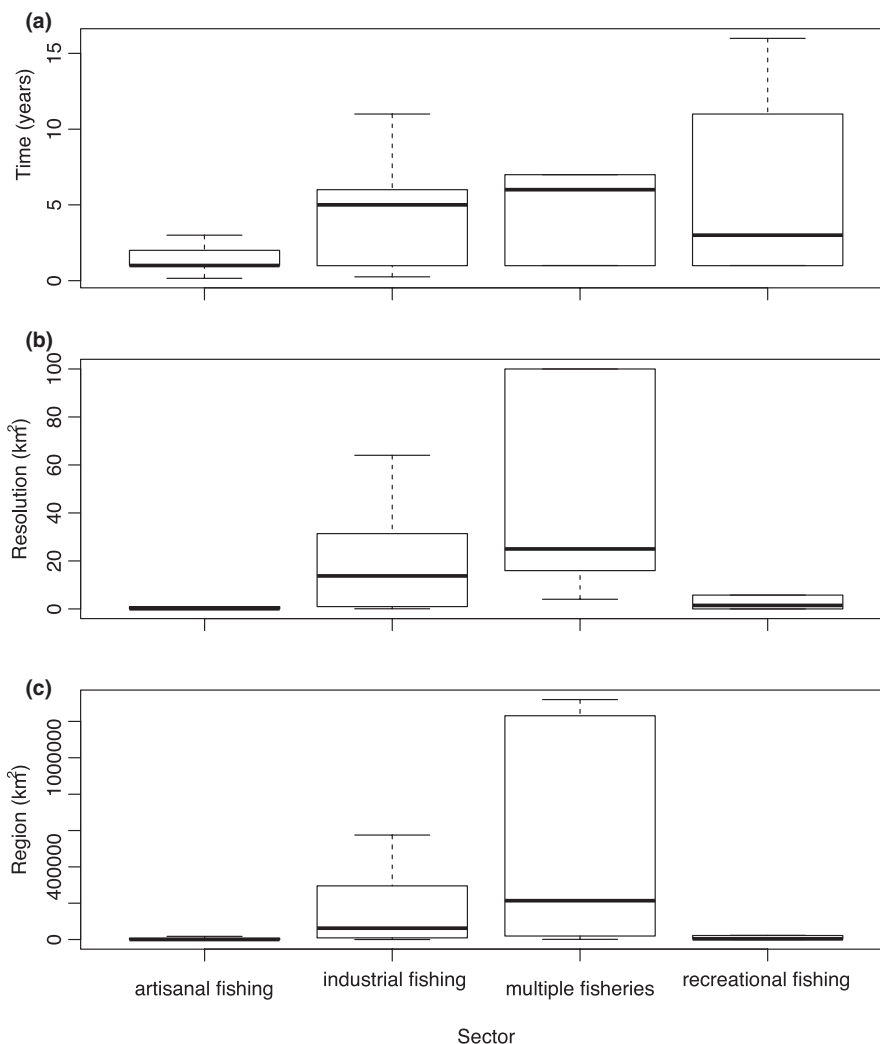 (a)
Time (years)
15
10
5
0
(b)
Resolution (km²)
100
80
60
40
20
0
(c)
Region (km²)
1000000
400000
0
artisanal fishing
industrial fishing
multiple fisheries
recreational fishing
Sector